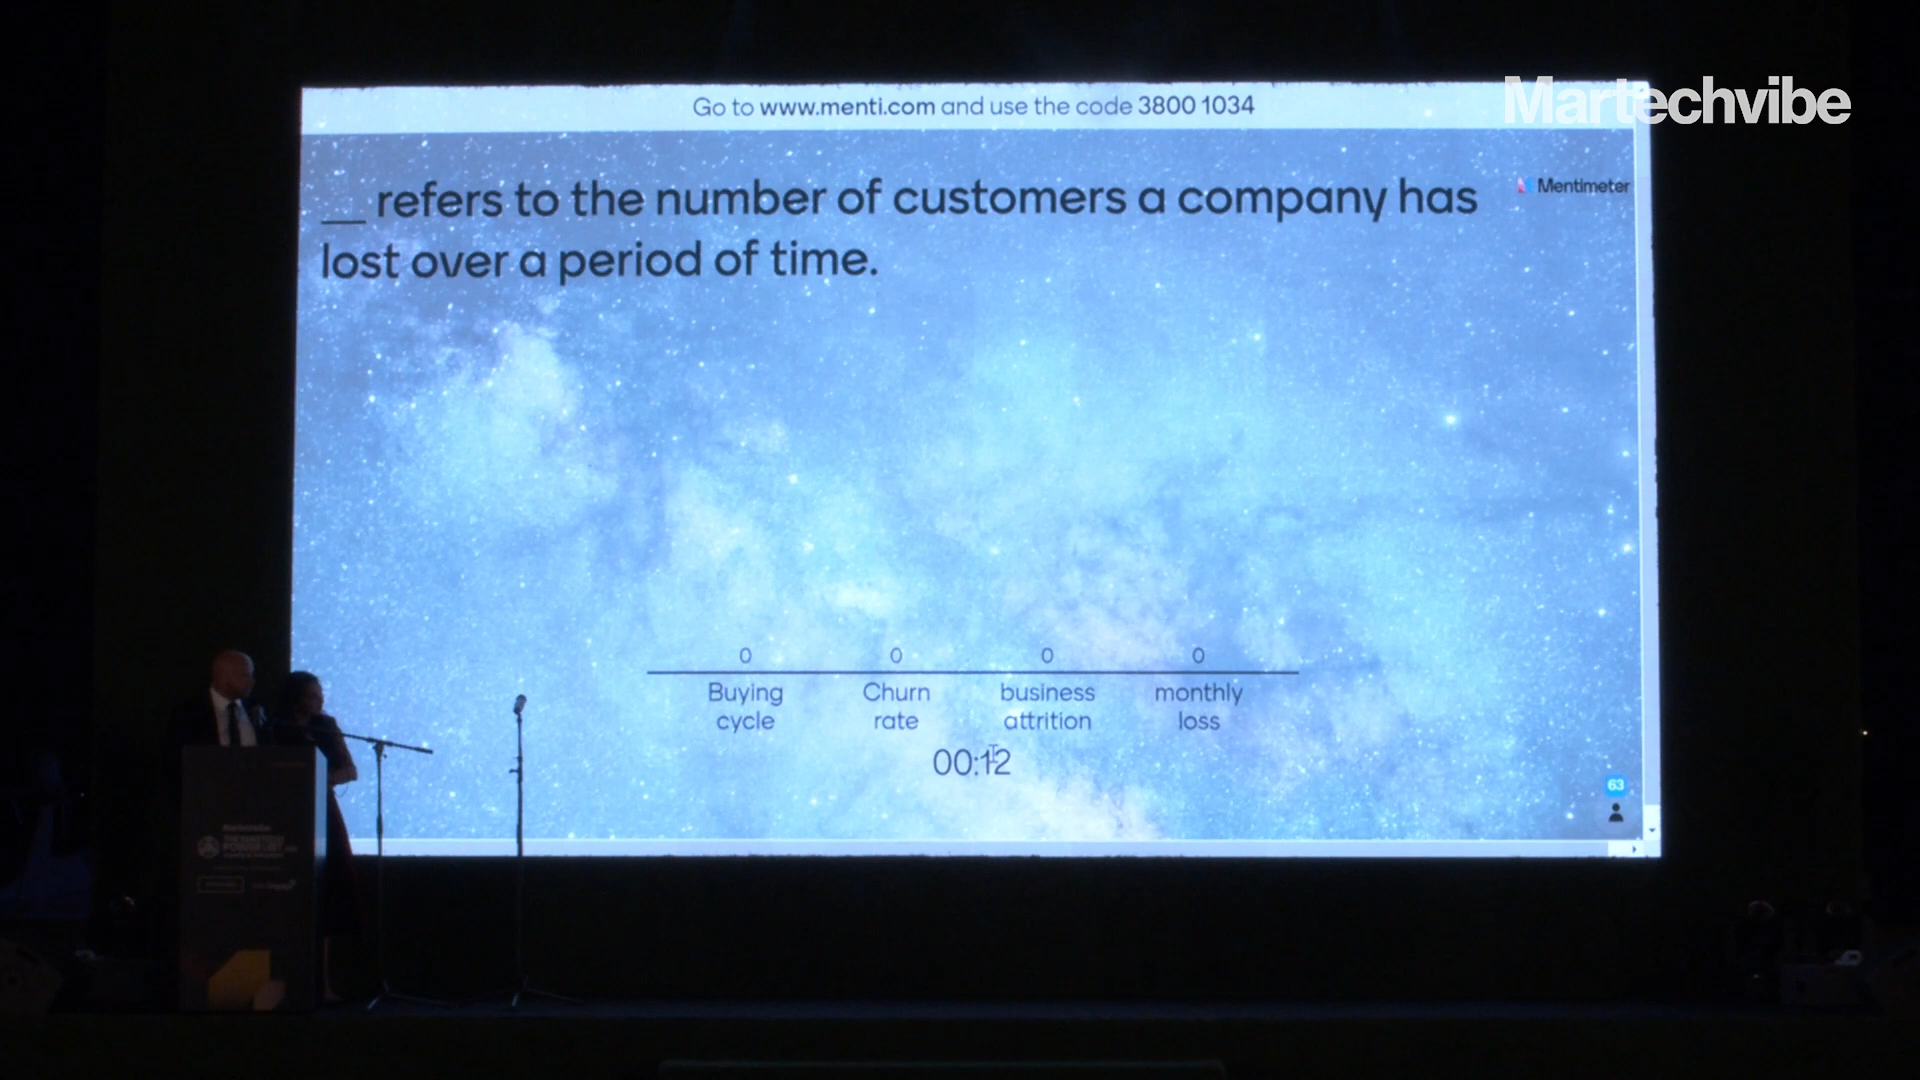 Martechvibe
Go to www.menti.com and use the code 3800 1034
__ refers to the number of customers a company has
lost over a period of time.
Mentimeter
0 0 0 0
Buying Churn business monthly
cycle rate attrition loss
00:12
63